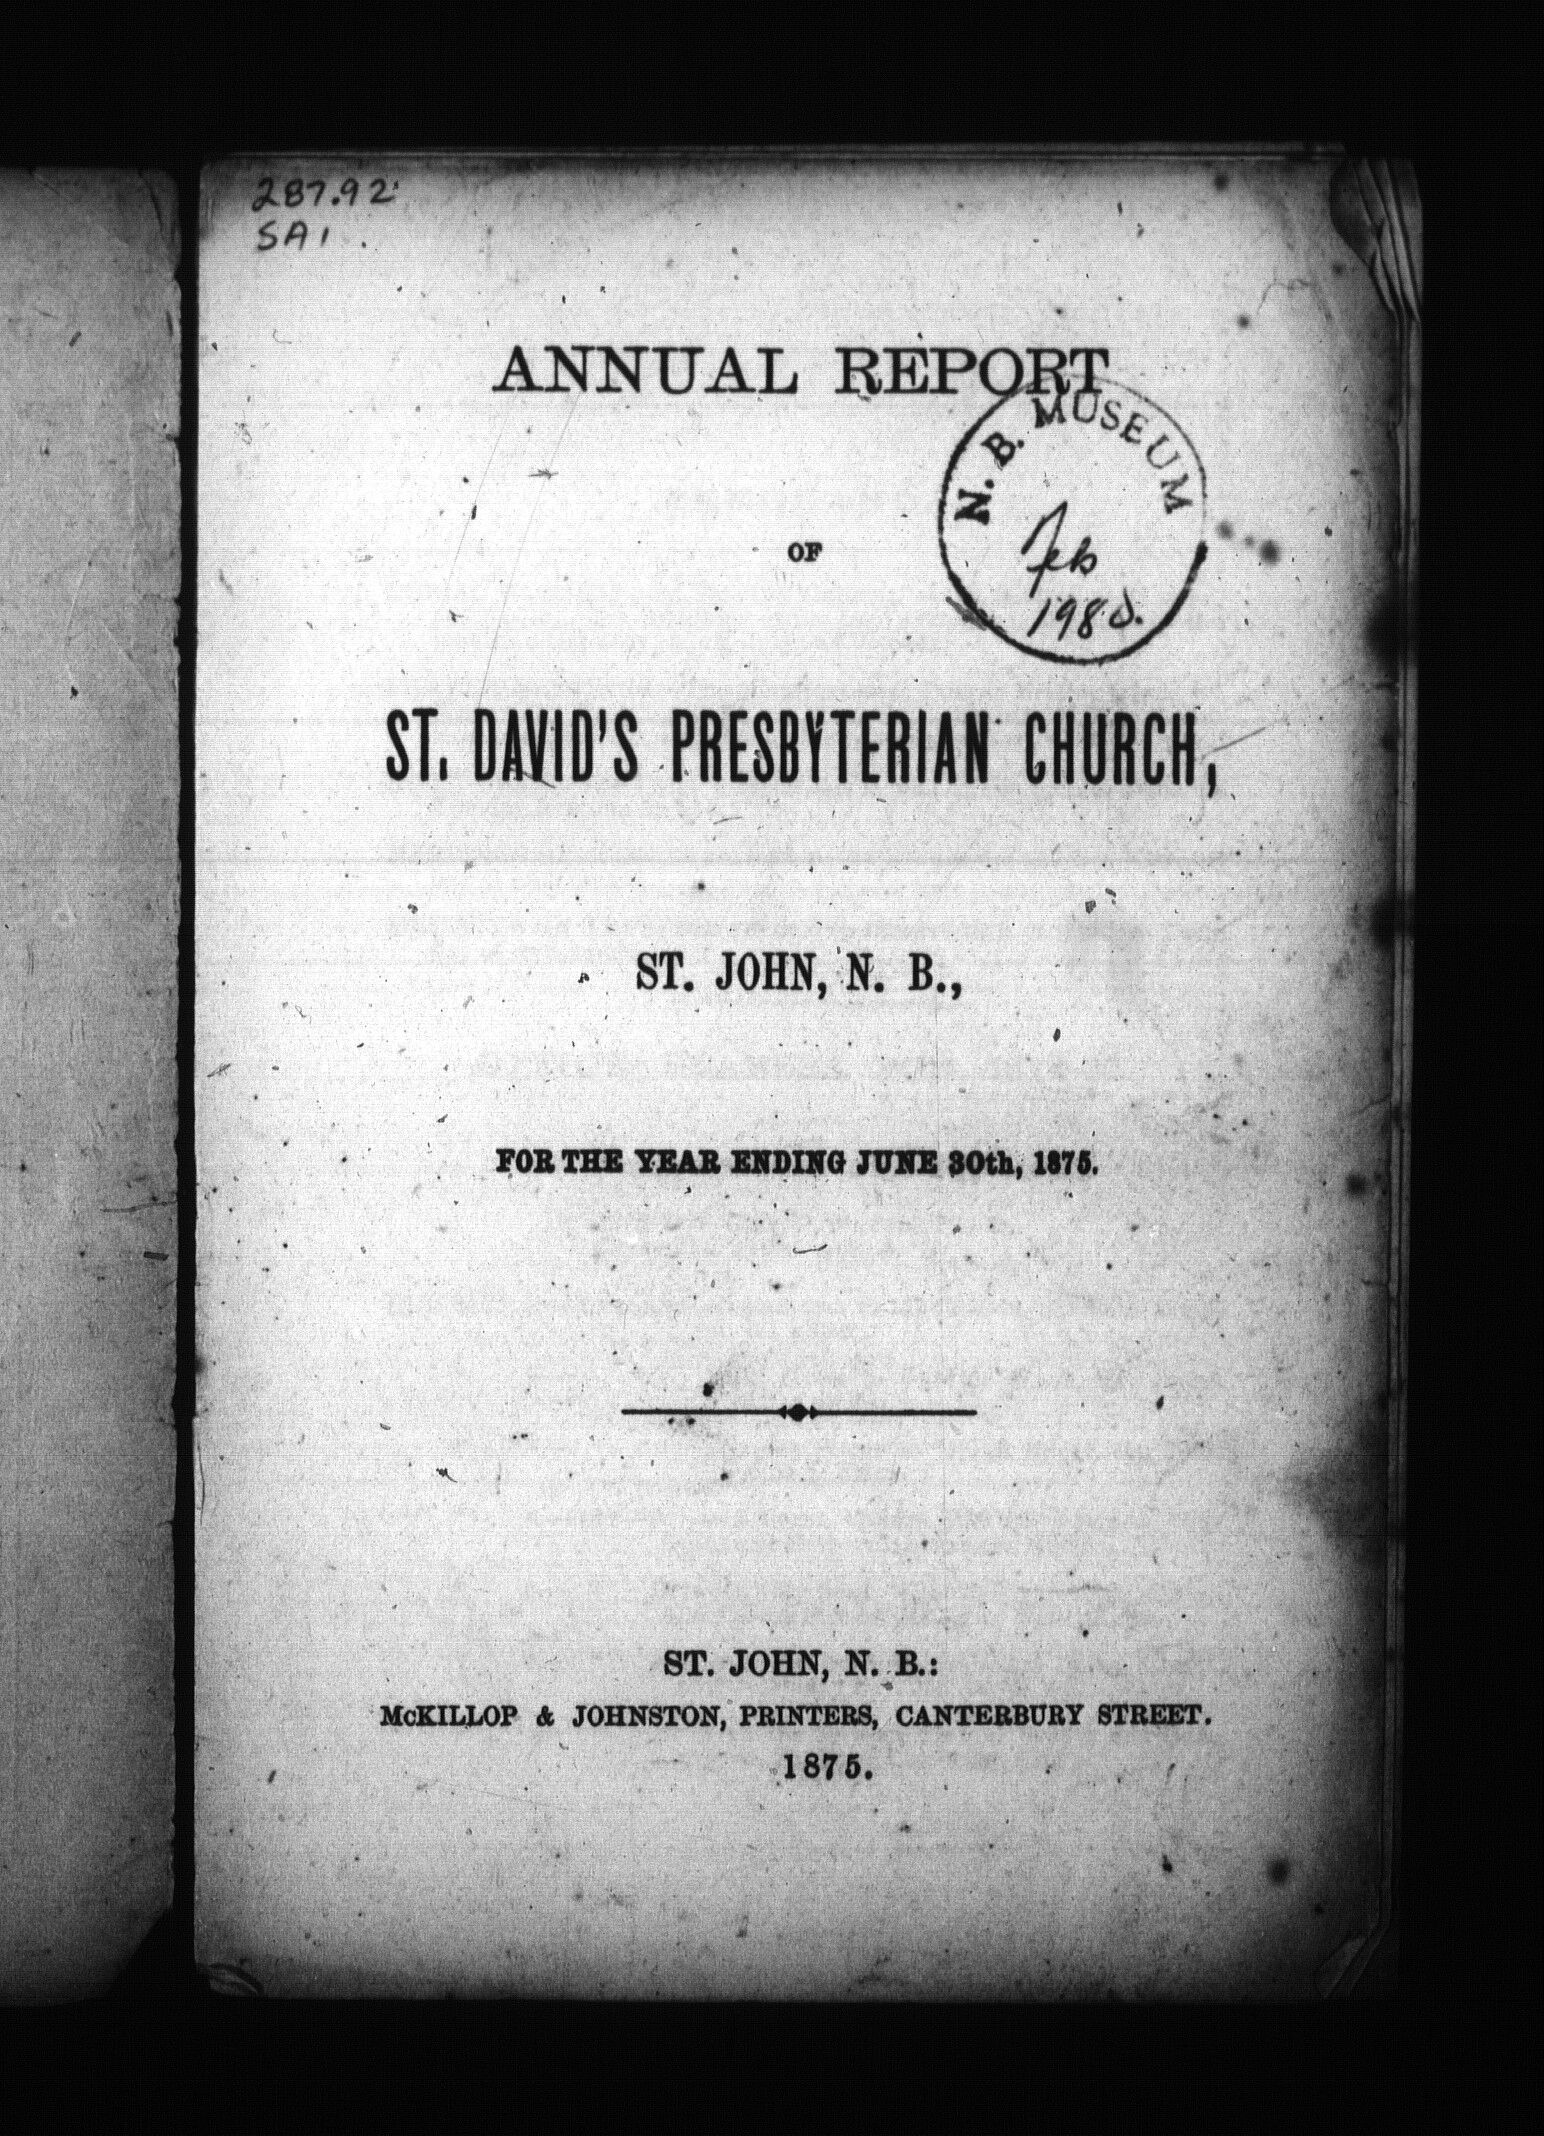 287.92
SA1
ANNUAL REPORT
N. B. MUSEUM
Feb
1980.
OF
ST. DAVID'S PRESBYTERIAN CHURCH,
ST. JOHN, N. B.,
FOR THE YEAR ENDING JUNE 30th, 1875.
ST. JOHN, N. B.:
McKILLOP & JOHNSTON, PRINTERS, CANTERBURY STREET.
1875.